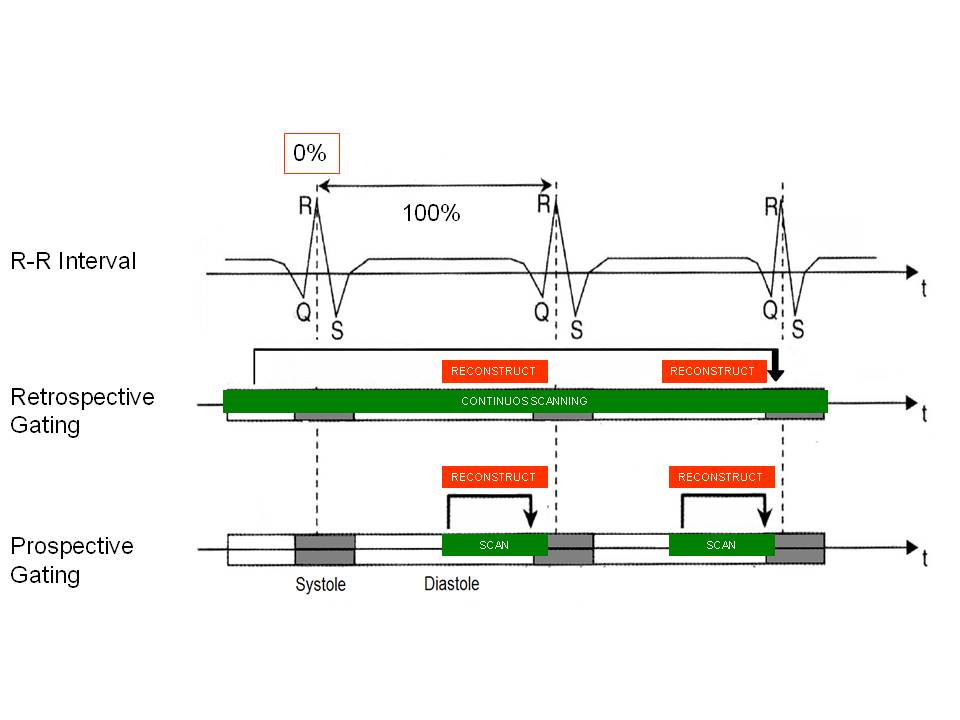 0%
R
100%
R
R
R-R Interval
t
Q
S
Q
S
Q
S
RECONSTRUCT
RECONSTRUCT
Retrospective
Gating
CONTINUOS SCANNING
t
RECONSTRUCT
RECONSTRUCT
Prospective
Gating
SCAN
SCAN
t
Systole
Diastole